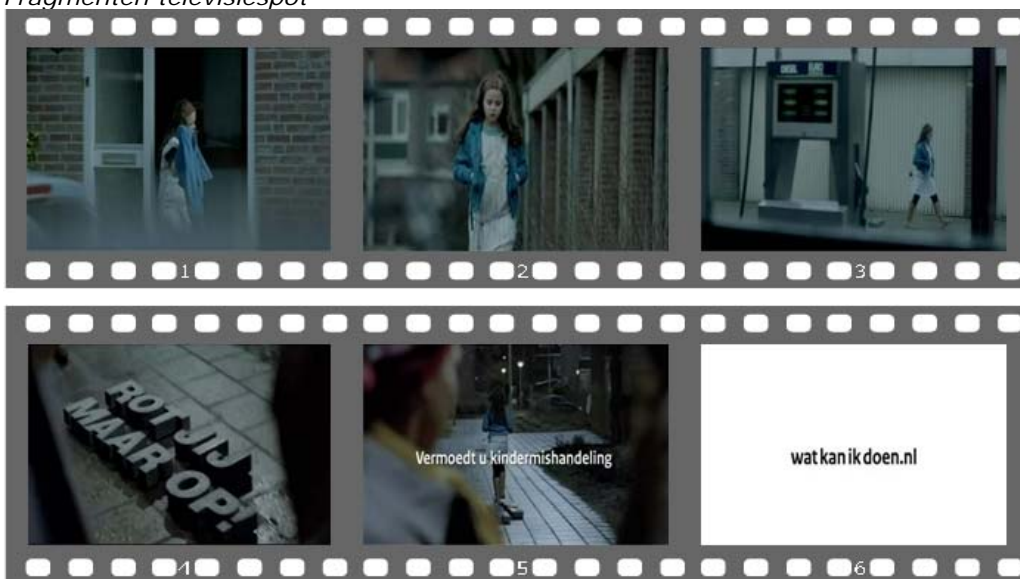 Fragmenten televisiespot
1
2
3
ROT JIJ
MAAR OP!
Vermoedt u kindermishandeling
watkanikdoen.nl
4
5
6